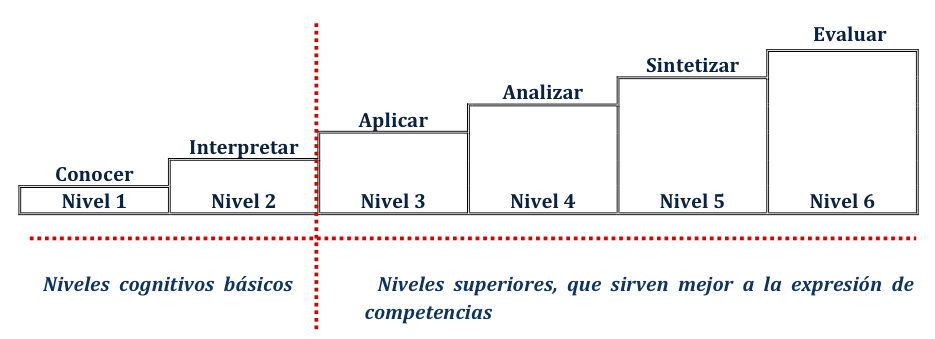 Evaluar
Sintetizar
Analizar
Aplicar
Interpretar
Conocer
Nivel 1
Nivel 2
Nivel 3
Nivel 4
Nivel 5
Nivel 6
Niveles cognitivos básicos
Niveles superiores, que sirven mejor a la expresión de
competencias